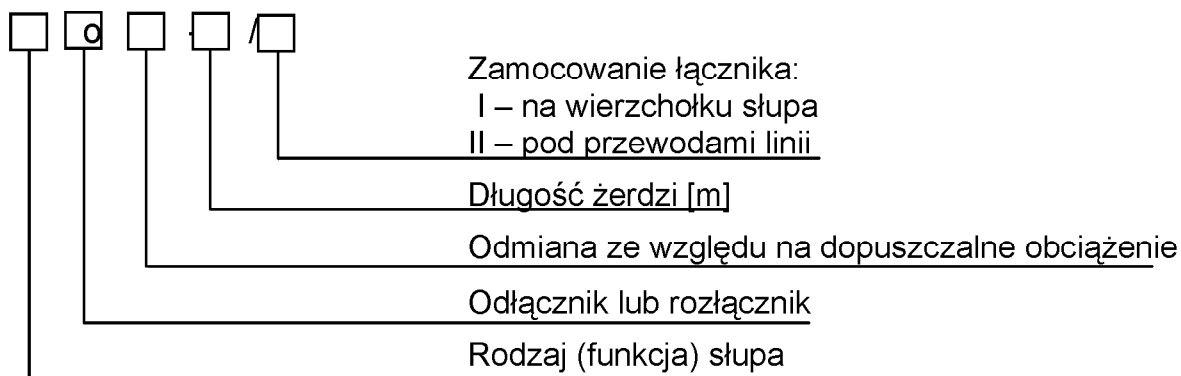 o - /
Zamocowanie łącznika:
I – na wierzchołku słupa
II – pod przewodami linii
Długość żerdzi [m]
Odmiana ze względu na dopuszczalne obciążenie
Odłącznik lub rozłącznik
Rodzaj (funkcja) słupa